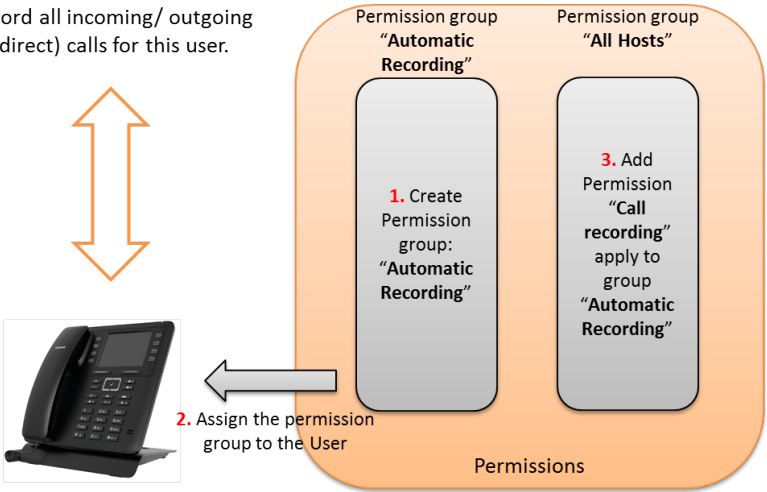 ord all incoming/ outgoing
direct) calls for this user.
Permission group
“Automatic
Recording”
Permission group
“All Hosts”
1. Create
Permission
group:
“Automatic
Recording”
3. Add
Permission
“Call
recording”
apply to
group
“Automatic
Recording”
2. Assign the permission
group to the User
Permissions